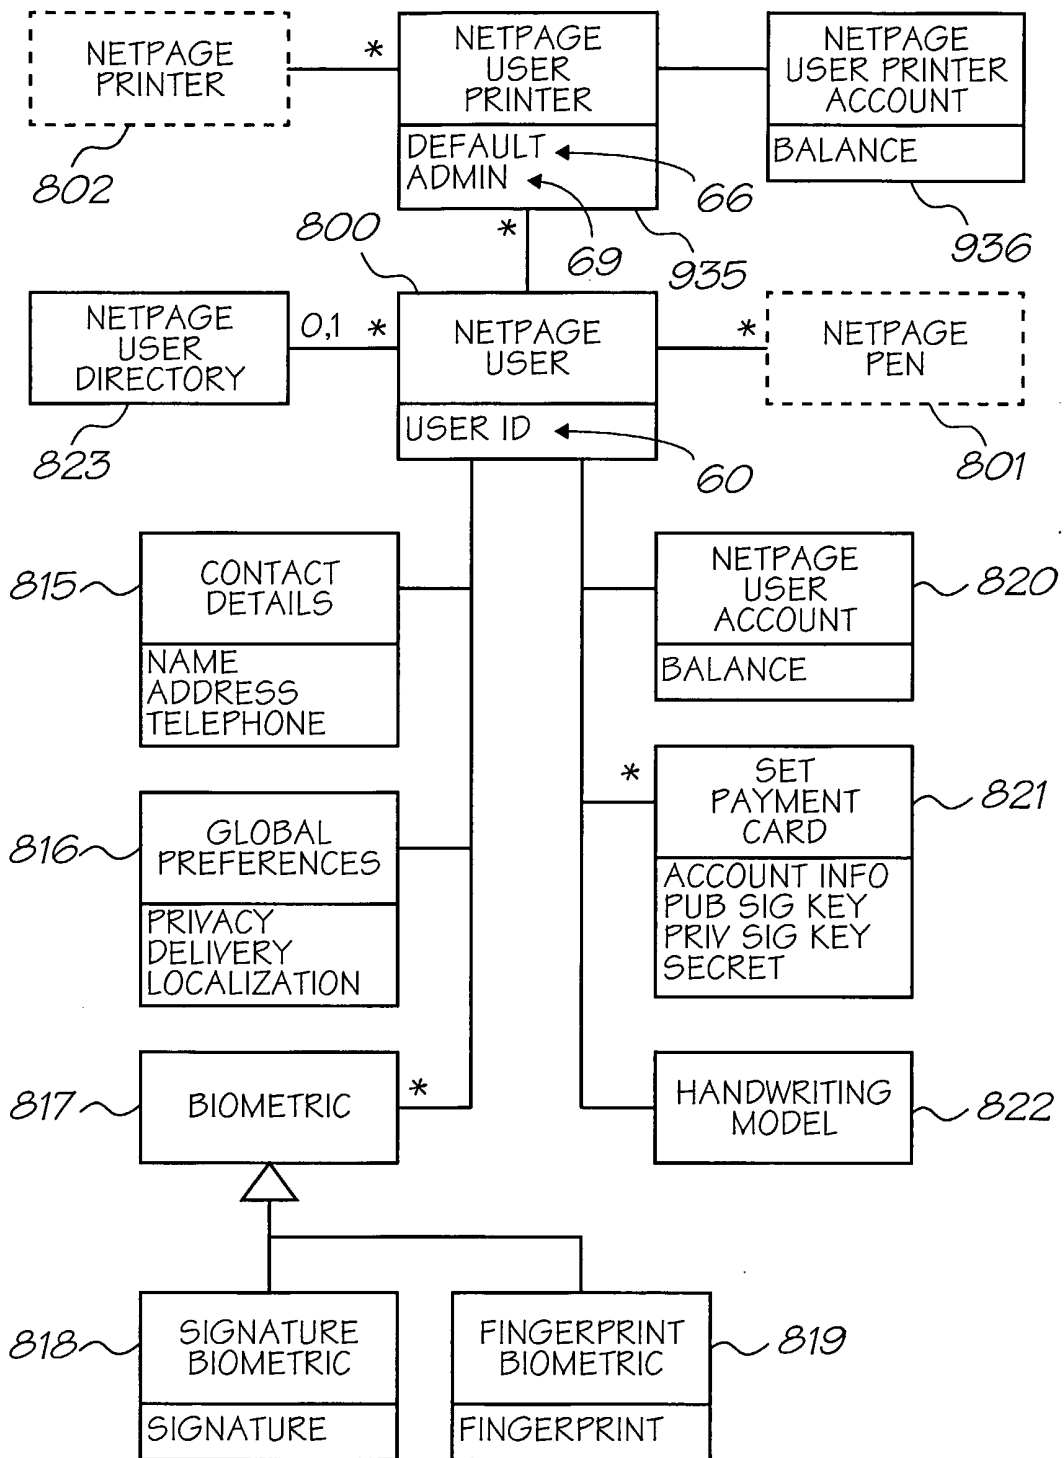 NETPAGE
PRINTER
*
NETPAGE
USER
PRINTER
DEFAULT
ADMIN
NETPAGE
USER PRINTER
ACCOUNT
BALANCE
802
800
*
69
66
935
936
NETPAGE
USER
DIRECTORY
0,1
*
NETPAGE
USER
USER ID
*
NETPAGE
PEN
823
60
801
815
CONTACT
DETAILS
NAME
ADDRESS
TELEPHONE
NETPAGE
USER
ACCOUNT
BALANCE
820
816
GLOBAL
PREFERENCES
PRIVACY
DELIVERY
LOCALIZATION
*
SET
PAYMENT
CARD
ACCOUNT INFO
PUB SIG KEY
PRIV SIG KEY
SECRET
821
817
BIOMETRIC
*
HANDWRITING
MODEL
822
818
SIGNATURE
BIOMETRIC
SIGNATURE
FINGERPRINT
BIOMETRIC
FINGERPRINT
819